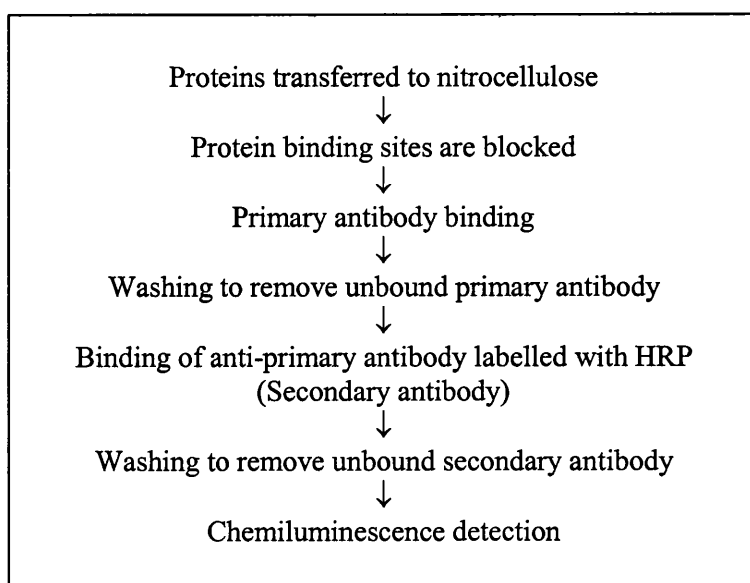 Proteins transferred to nitrocellulose
↓
Protein binding sites are blocked
↓
Primary antibody binding
↓
Washing to remove unbound primary antibody
↓
Binding of anti-primary antibody labelled with HRP
(Secondary antibody)
↓
Washing to remove unbound secondary antibody
↓
Chemiluminescence detection